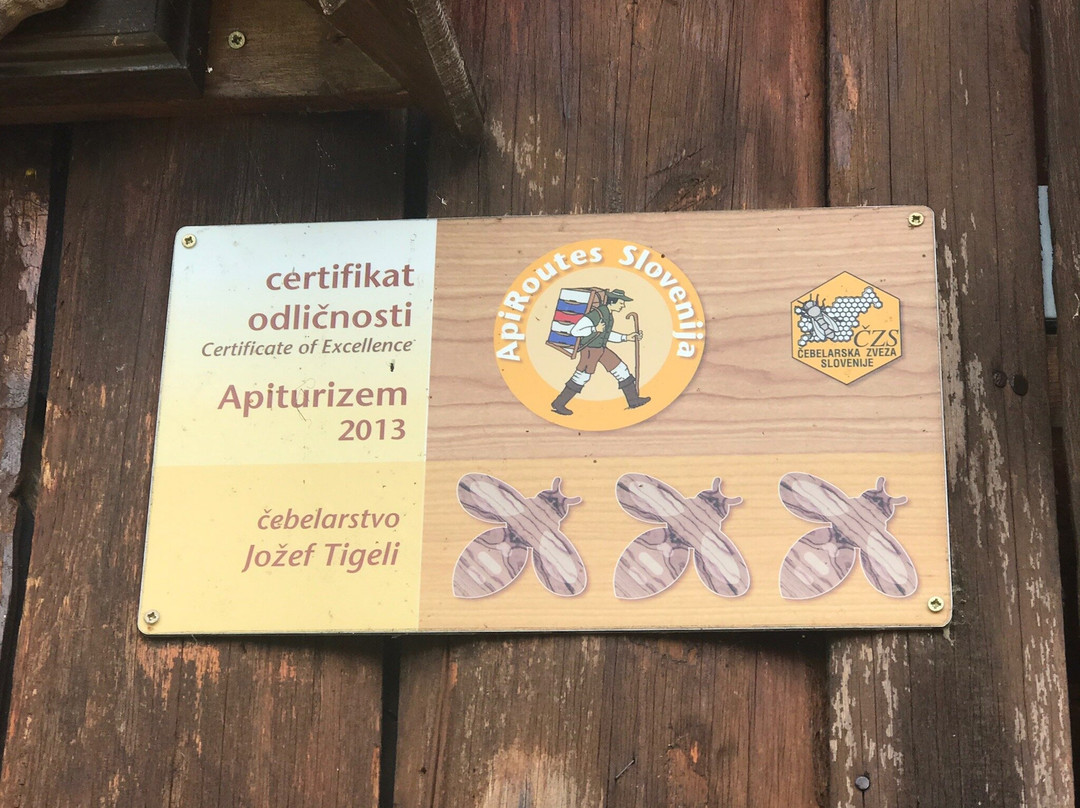 certifikat
odličnosti
Certificate of Excellence
Apiturizem
2013
čebelarstvo
Jožef Tigeli
ApiRoutes Slovenija
ČZS
ČEBELARSKA ZVEZA
SLOVENIJE